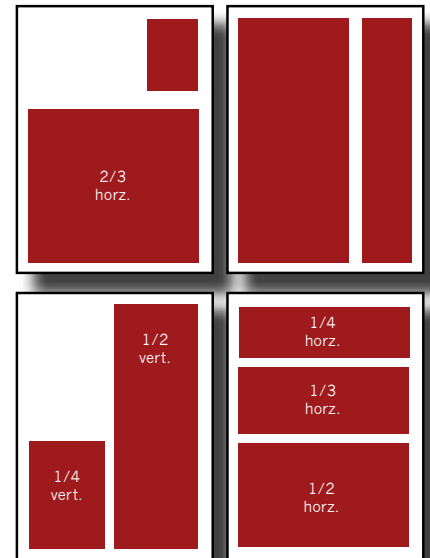 2/3
horz.
1/2
vert.
1/4
vert.
1/4
horz.
1/3
horz.
1/2
horz.